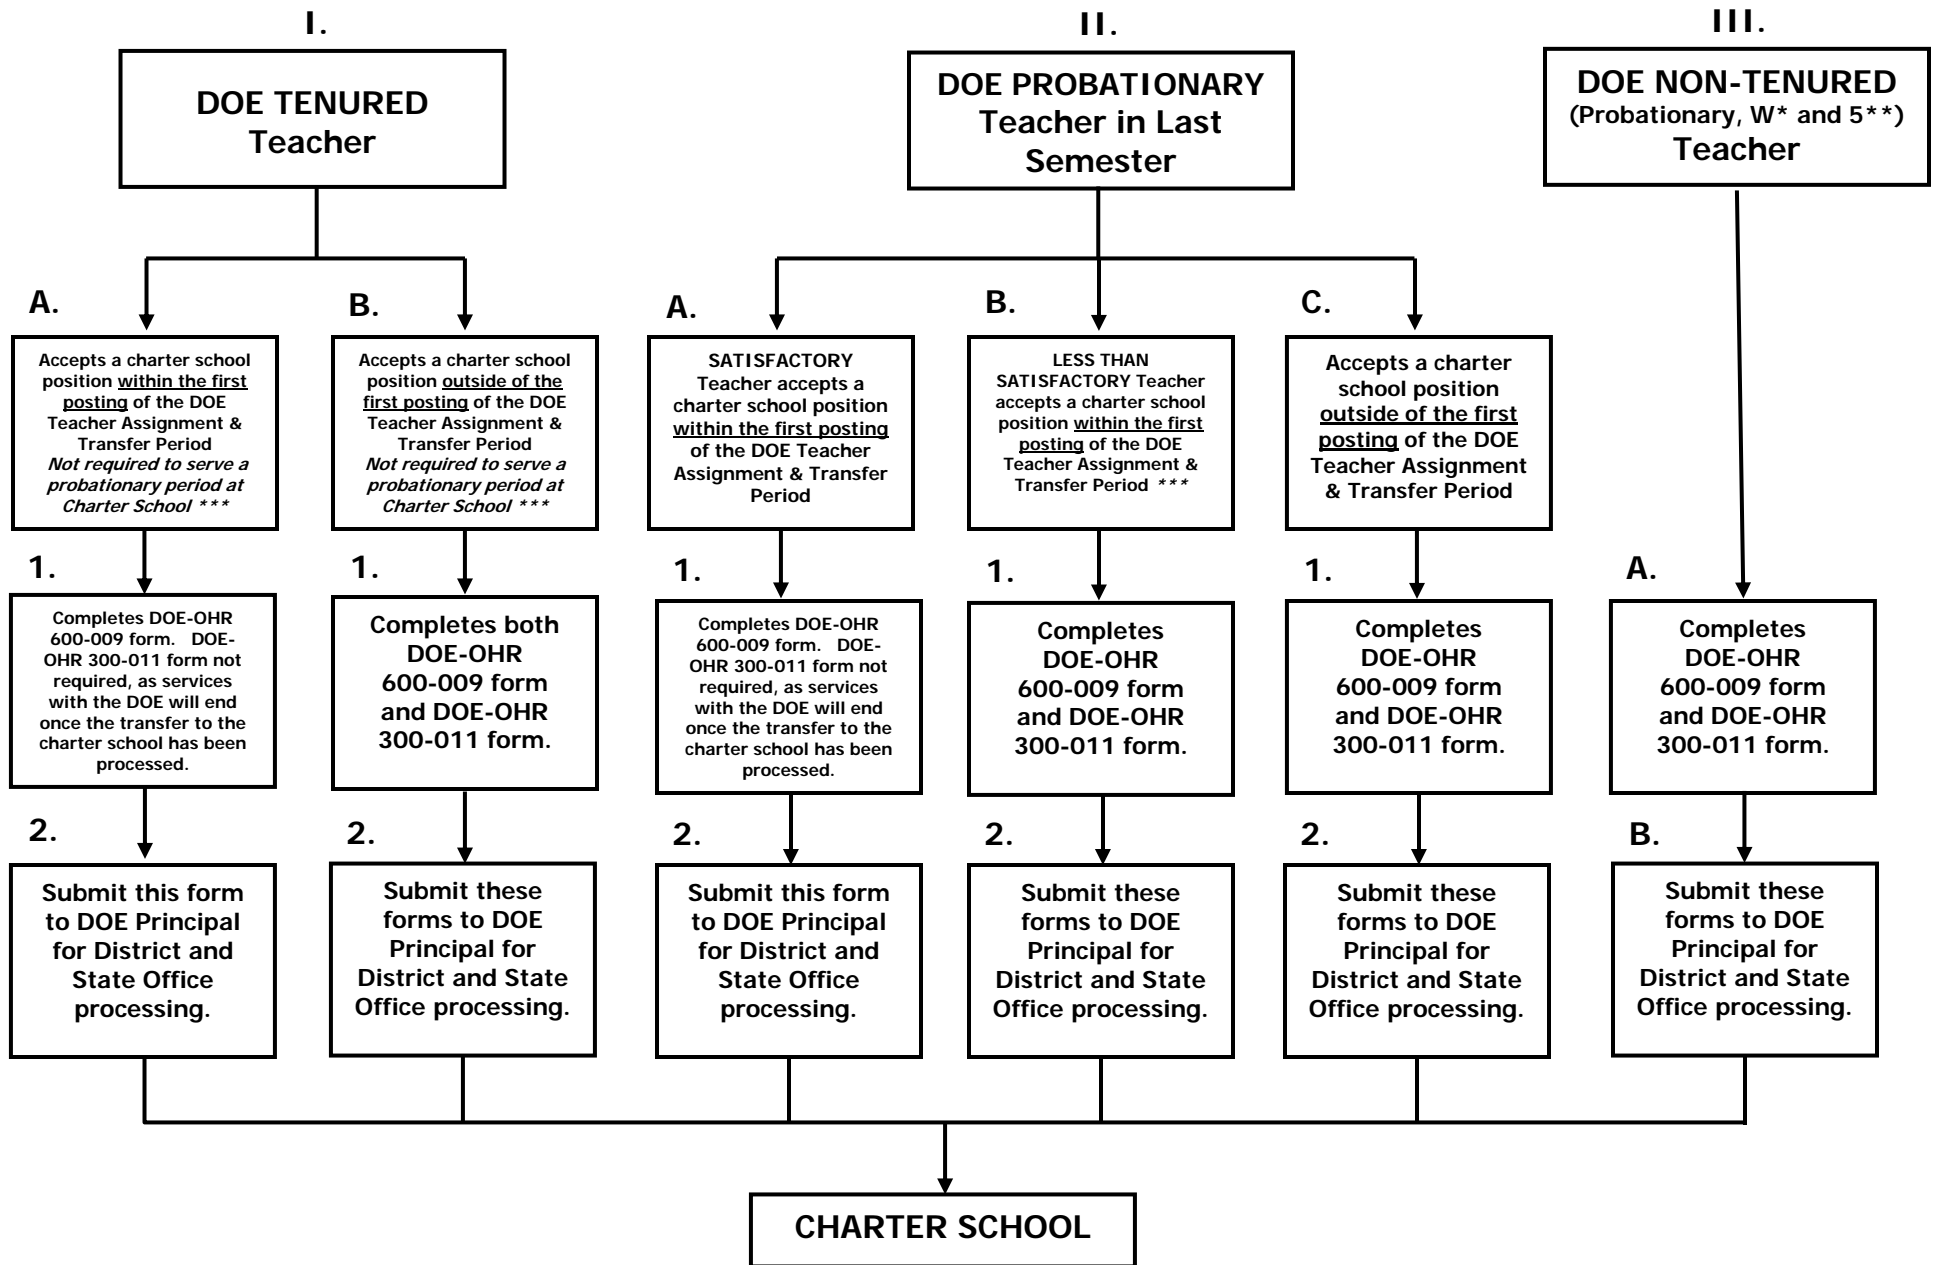 I.
DOE TENURED
Teacher
II.
DOE PROBATIONARY
Teacher in Last
Semester
III.
DOE NON-TENURED
(Probationary, W* and 5**)
Teacher
A.
Accepts a charter school
position within the first
posting of the DOE
Teacher Assignment &
Transfer Period
Not required to serve a
probationary period at
Charter School ***
B.
Accepts a charter school
position outside of the
first posting of the DOE
Teacher Assignment &
Transfer Period
Not required to serve a
probationary period at
Charter School ***
A.
SATISFACTORY
Teacher accepts a
charter school position
within the first posting
of the DOE Teacher
Assignment & Transfer
Period
B.
LESS THAN
SATISFACTORY Teacher
accepts a charter school
position within the first
posting of the DOE
Teacher Assignment &
Transfer Period ***
C.
Accepts a charter
school position
outside of the first
posting of the DOE
Teacher Assignment
& Transfer Period
1.
Completes DOE-OHR
600-009 form. DOE-
OHR 300-011 form not
required, as services
with the DOE will end
once the transfer to the
charter school has been
processed.
1.
Completes both
DOE-OHR
600-009 form
and DOE-OHR
300-011 form.
1.
Completes DOE-OHR
600-009 form. DOE-
OHR 300-011 form not
required, as services
with the DOE will end
once the transfer to the
charter school has been
processed.
1.
Completes
DOE-OHR
600-009 form
and DOE-OHR
300-011 form.
1.
Completes
DOE-OHR
600-009 form
and DOE-OHR
300-011 form.
A.
Completes
DOE-OHR
600-009 form
and DOE-OHR
300-011 form.
2.
Submit this form
to DOE Principal
for District and
State Office
processing.
2.
Submit these
forms to DOE
Principal for
District and State
Office processing.
2.
Submit this form
to DOE Principal
for District and
State Office
processing.
2.
Submit these
forms to DOE
Principal for
District and State
Office processing.
2.
Submit these
forms to DOE
Principal for
District and State
Office processing.
B.
Submit these
forms to DOE
Principal for
District and State
Office processing.
CHARTER SCHOOL